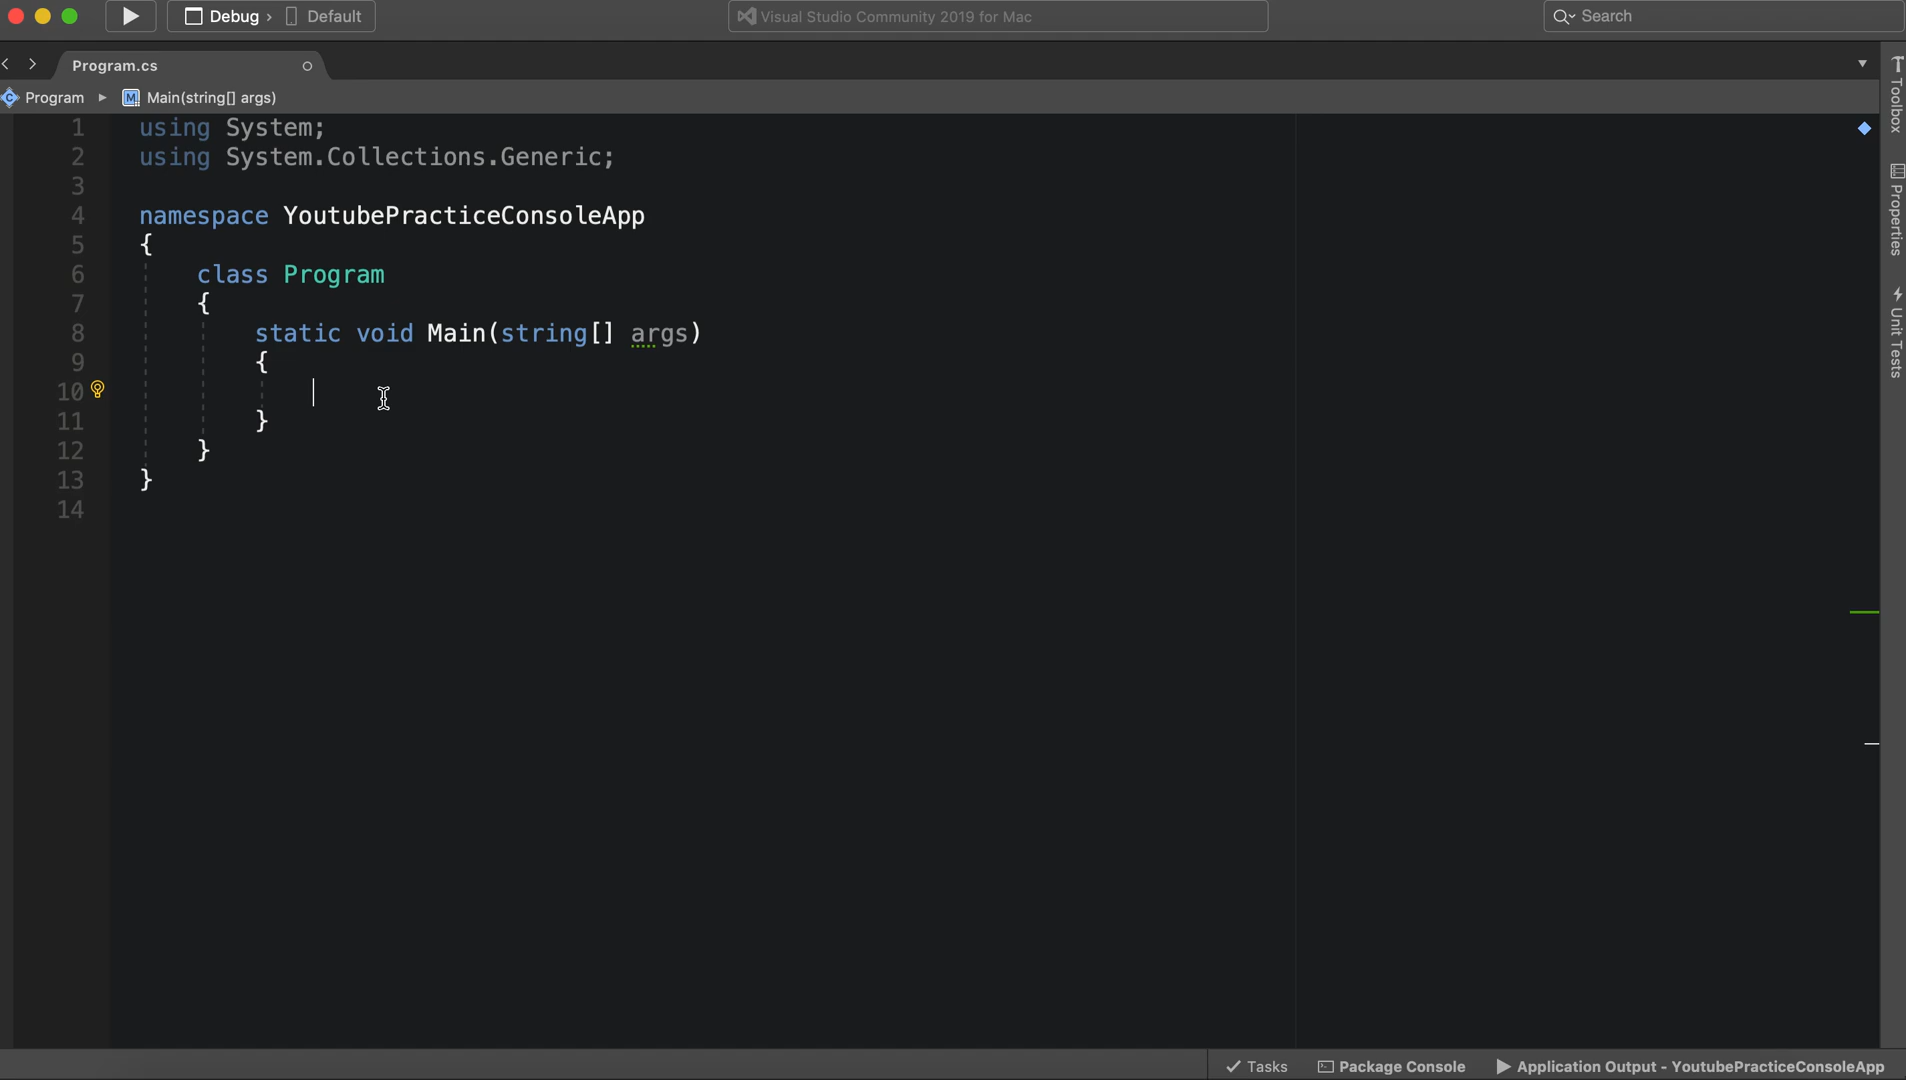 Debug › Default
Visual Studio Community 2019 for Mac
Search
Program.cs
Program ▸ M Main(string[] args)
1 using System;
2 using System.Collections.Generic;
3
4 namespace YoutubePracticeConsoleApp
5 {
6 class Program
7 {
8 static void Main(string[] args)
9 {
10
11 }
12 }
13 }
14
Toolbox
Properties
Unit Tests
Tasks
Package Console
Application Output - YoutubePracticeConsoleApp